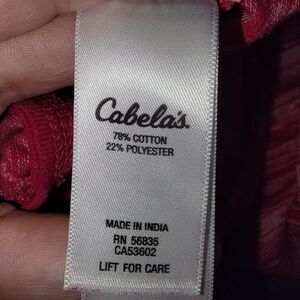 Cabela's.
78% COTTON
22% POLYESTER
MADE IN INDIA
RN 56835
CA53602
LIFT FOR CARE